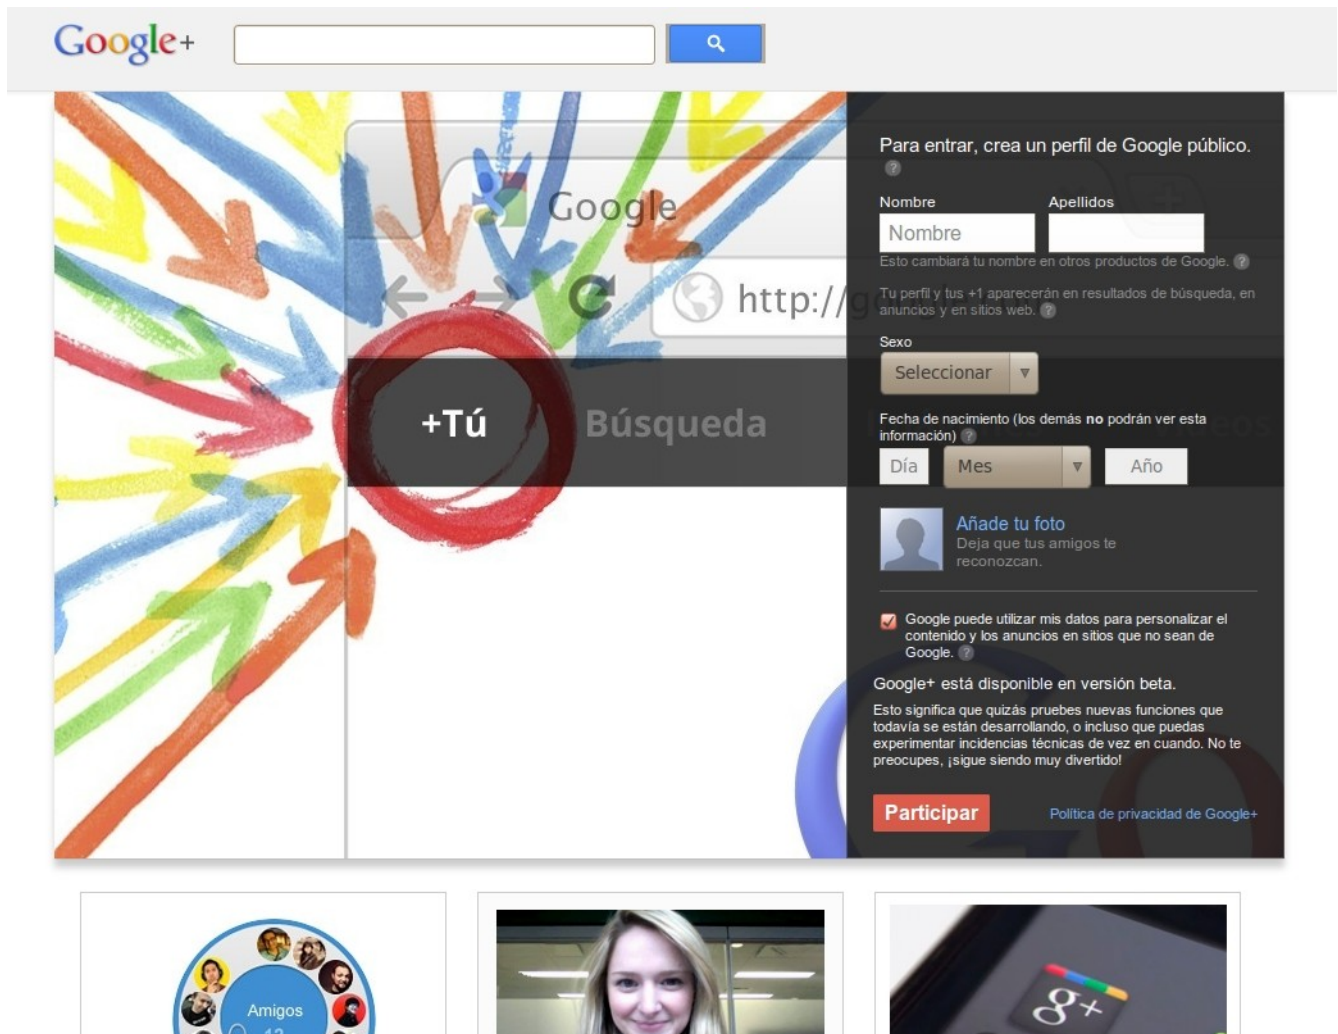 Google+
Google
http://google
+Tú
Búsqueda
Para entrar, crea un perfil de Google público.
?
Nombre
Apellidos
Nombre
Esto cambiará tu nombre en otros productos de Google. ?
Tu perfil y tus +1 aparecerán en resultados de búsqueda, en
anuncios y en sitios web. ?
Sexo
Seleccionar
Fecha de nacimiento (los demás no podrán ver esta
información) ?
Día
Mes
Año
Añade tu foto
Deja que tus amigos te
reconozcan.
Google puede utilizar mis datos para personalizar el
contenido y los anuncios en sitios que no sean de
Google. ?
Google+ está disponible en versión beta.
Esto significa que quizás pruebes nuevas funciones que
todavía se están desarrollando, o incluso que puedas
experimentar incidencias técnicas de vez en cuando. No te
preocupes, ¡sigue siendo muy divertido!
Participar
Política de privacidad de Google+
Amigos
12
g+